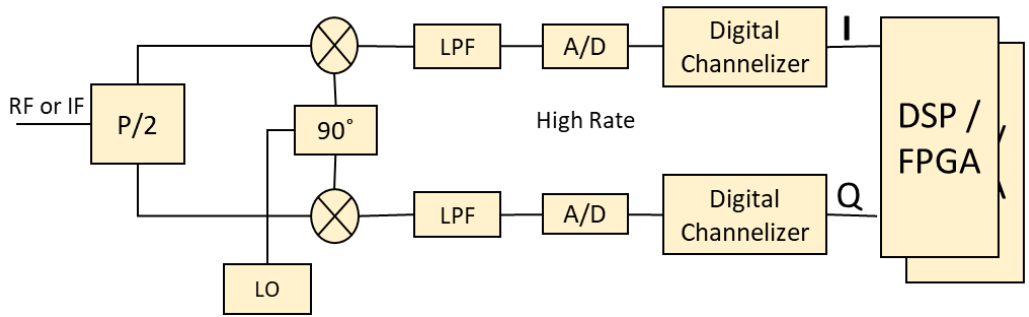 RF or IF
P/2
90°
LO
LPF
A/D
Digital
Channelizer
I
High Rate
LPF
A/D
Digital
Channelizer
Q
DSP /
FPGA